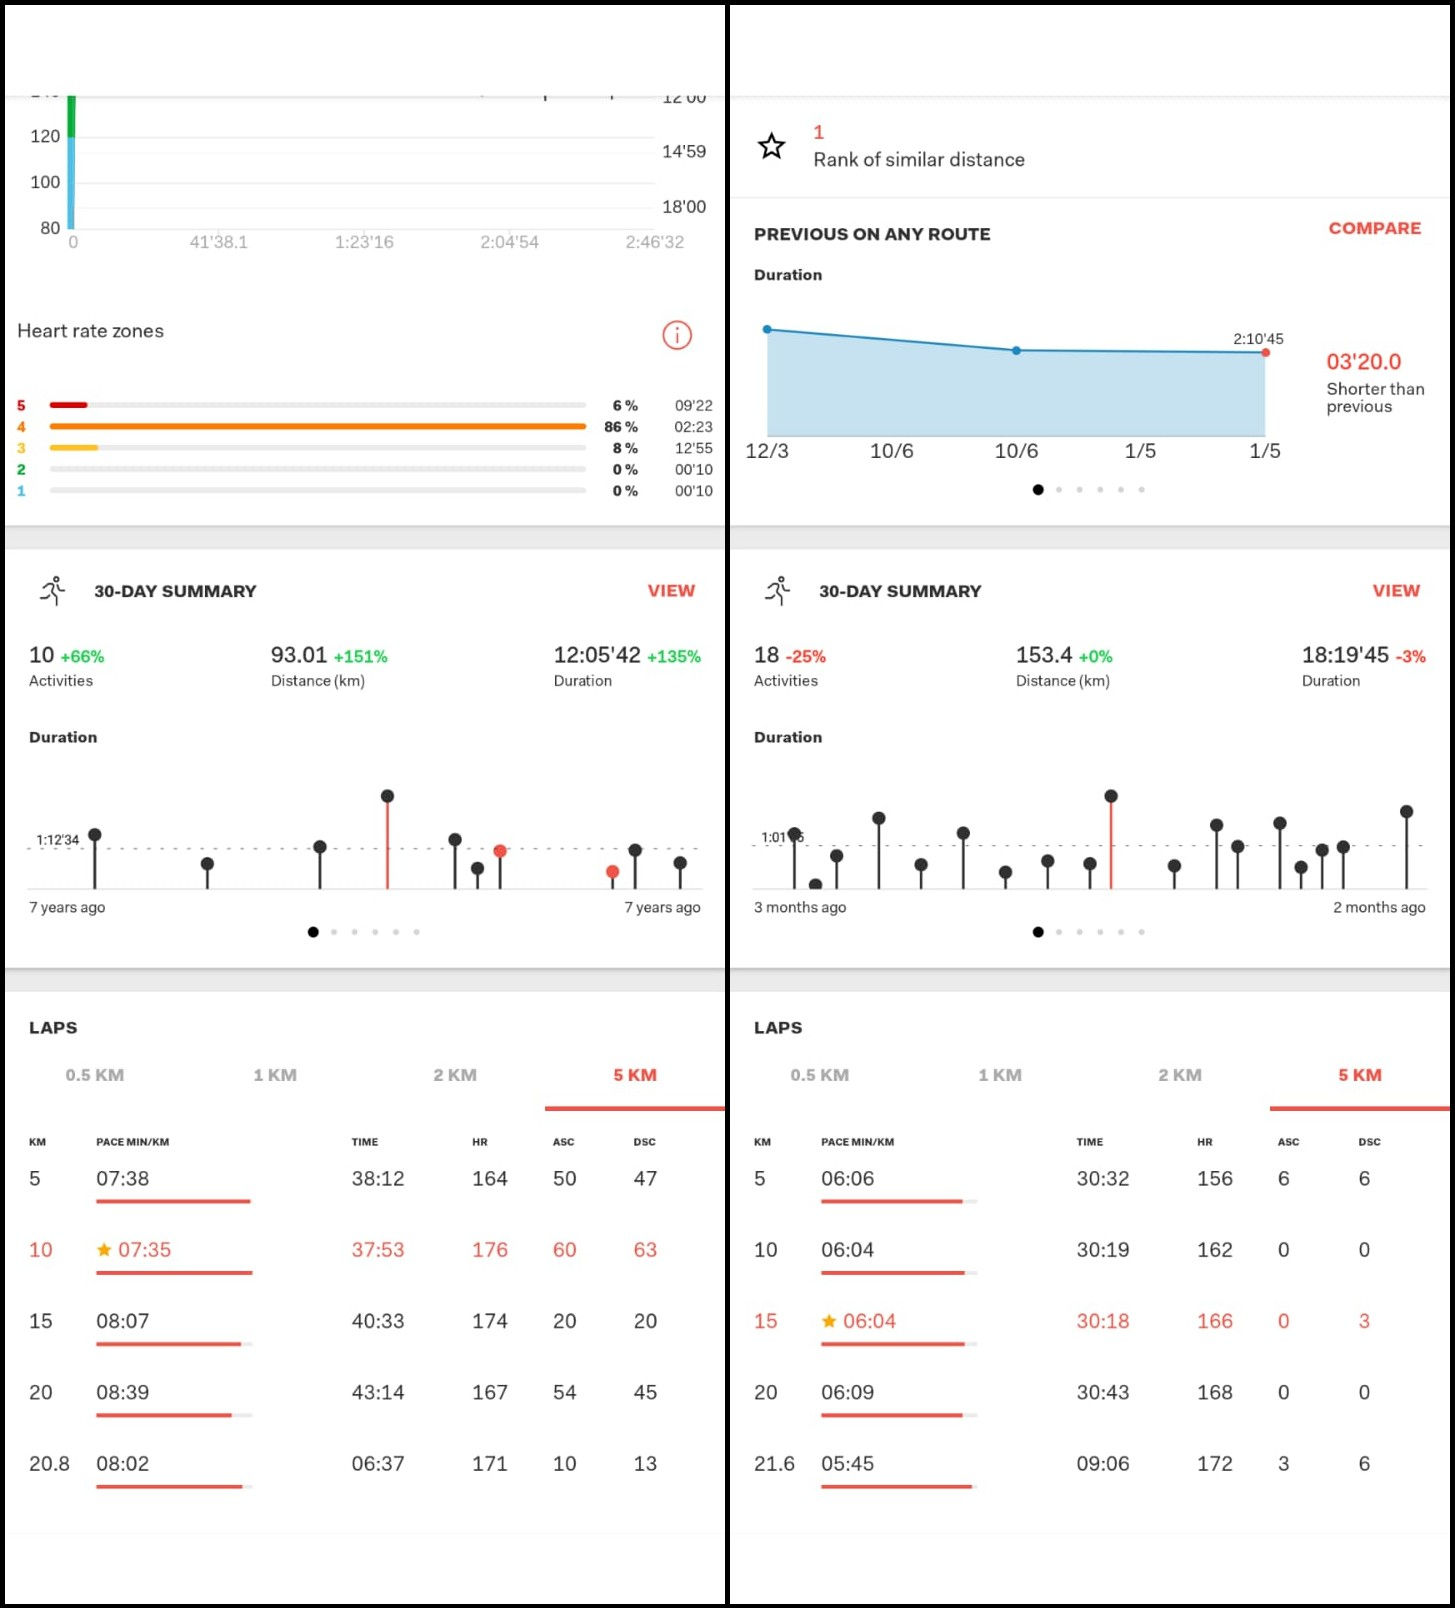 12'00
120
14'59
100
18'00
80
0 41'38.1 1:23'16 2:04'54 2:46'32
Heart rate zones
5 6 % 09'22
4 86 % 02:23
3 8 % 12'55
2 0 % 00'10
1 0 % 00'10
30-DAY SUMMARY VIEW
10 +66% 93.01 +151% 12:05'42 +135%
Activities Distance (km) Duration
Duration
1:12'34
7 years ago 7 years ago
LAPS
0.5 KM 1 KM 2 KM 5 KM
KM PACE MIN/KM TIME HR ASC DSC
5 07:38 38:12 164 50 47
10 07:35 37:53 176 60 63
15 08:07 40:33 174 20 20
20 08:39 43:14 167 54 45
20.8 08:02 06:37 171 10 13
1
Rank of similar distance
PREVIOUS ON ANY ROUTE COMPARE
Duration
2:10'45
03'20.0
Shorter than
previous
12/3 10/6 10/6 1/5 1/5
30-DAY SUMMARY VIEW
18 -25% 153.4 +0% 18:19'45 -3%
Activities Distance (km) Duration
Duration
3 months ago 2 months ago
LAPS
0.5 KM 1 KM 2 KM 5 KM
KM PACE MIN/KM TIME HR ASC DSC
5 06:06 30:32 156 6 6
10 06:04 30:19 162 0 0
15 06:04 30:18 166 0 3
20 06:09 30:43 168 0 0
21.6 05:45 09:06 172 3 6